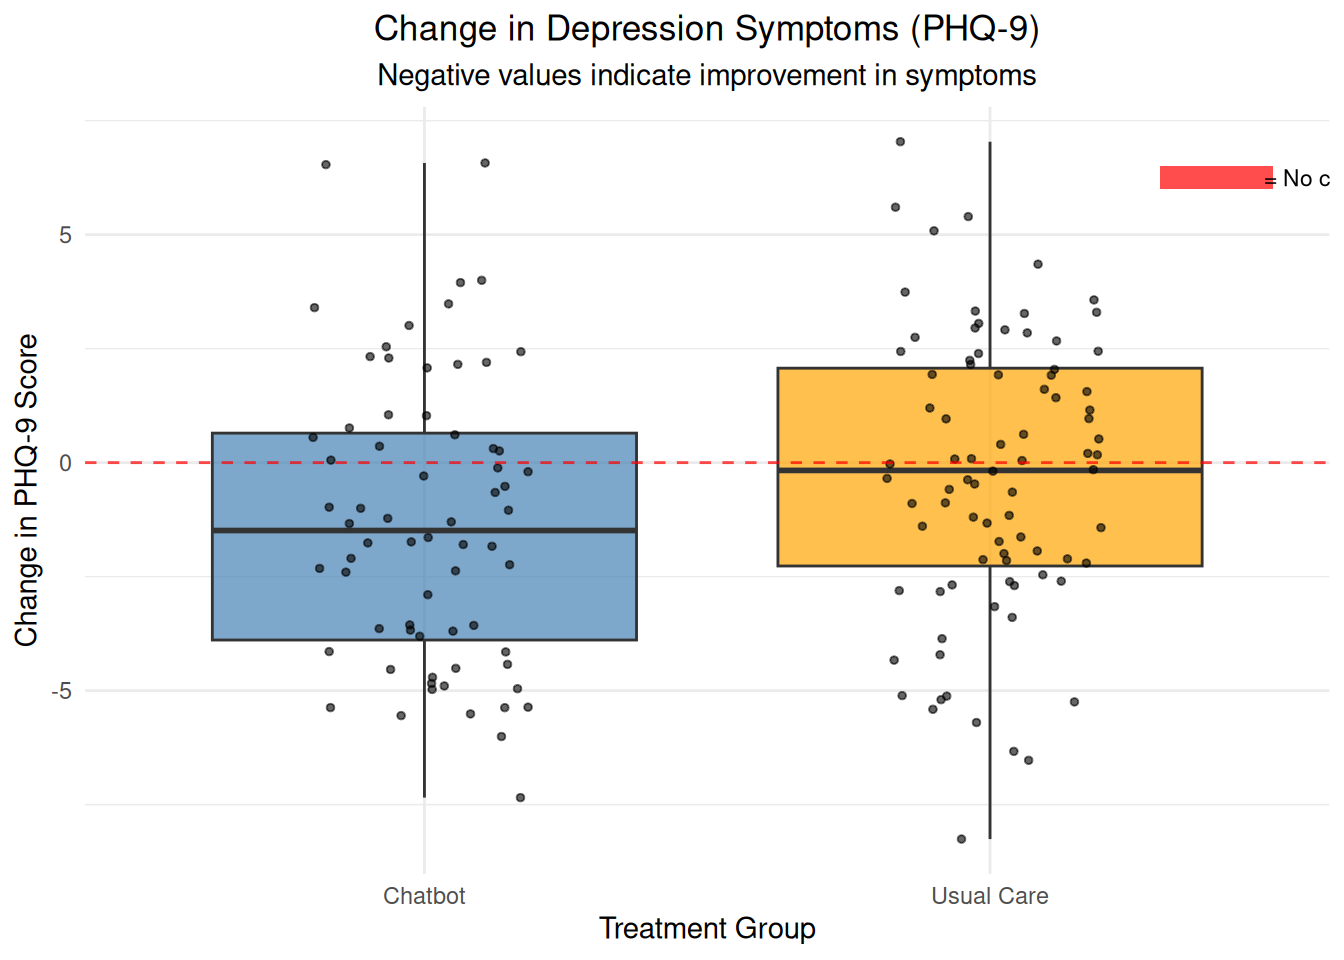 Change in Depression Symptoms (PHQ-9)
Negative values indicate improvement in symptoms
= No c
5
0
-5
Change in PHQ-9 Score
Chatbot
Usual Care
Treatment Group